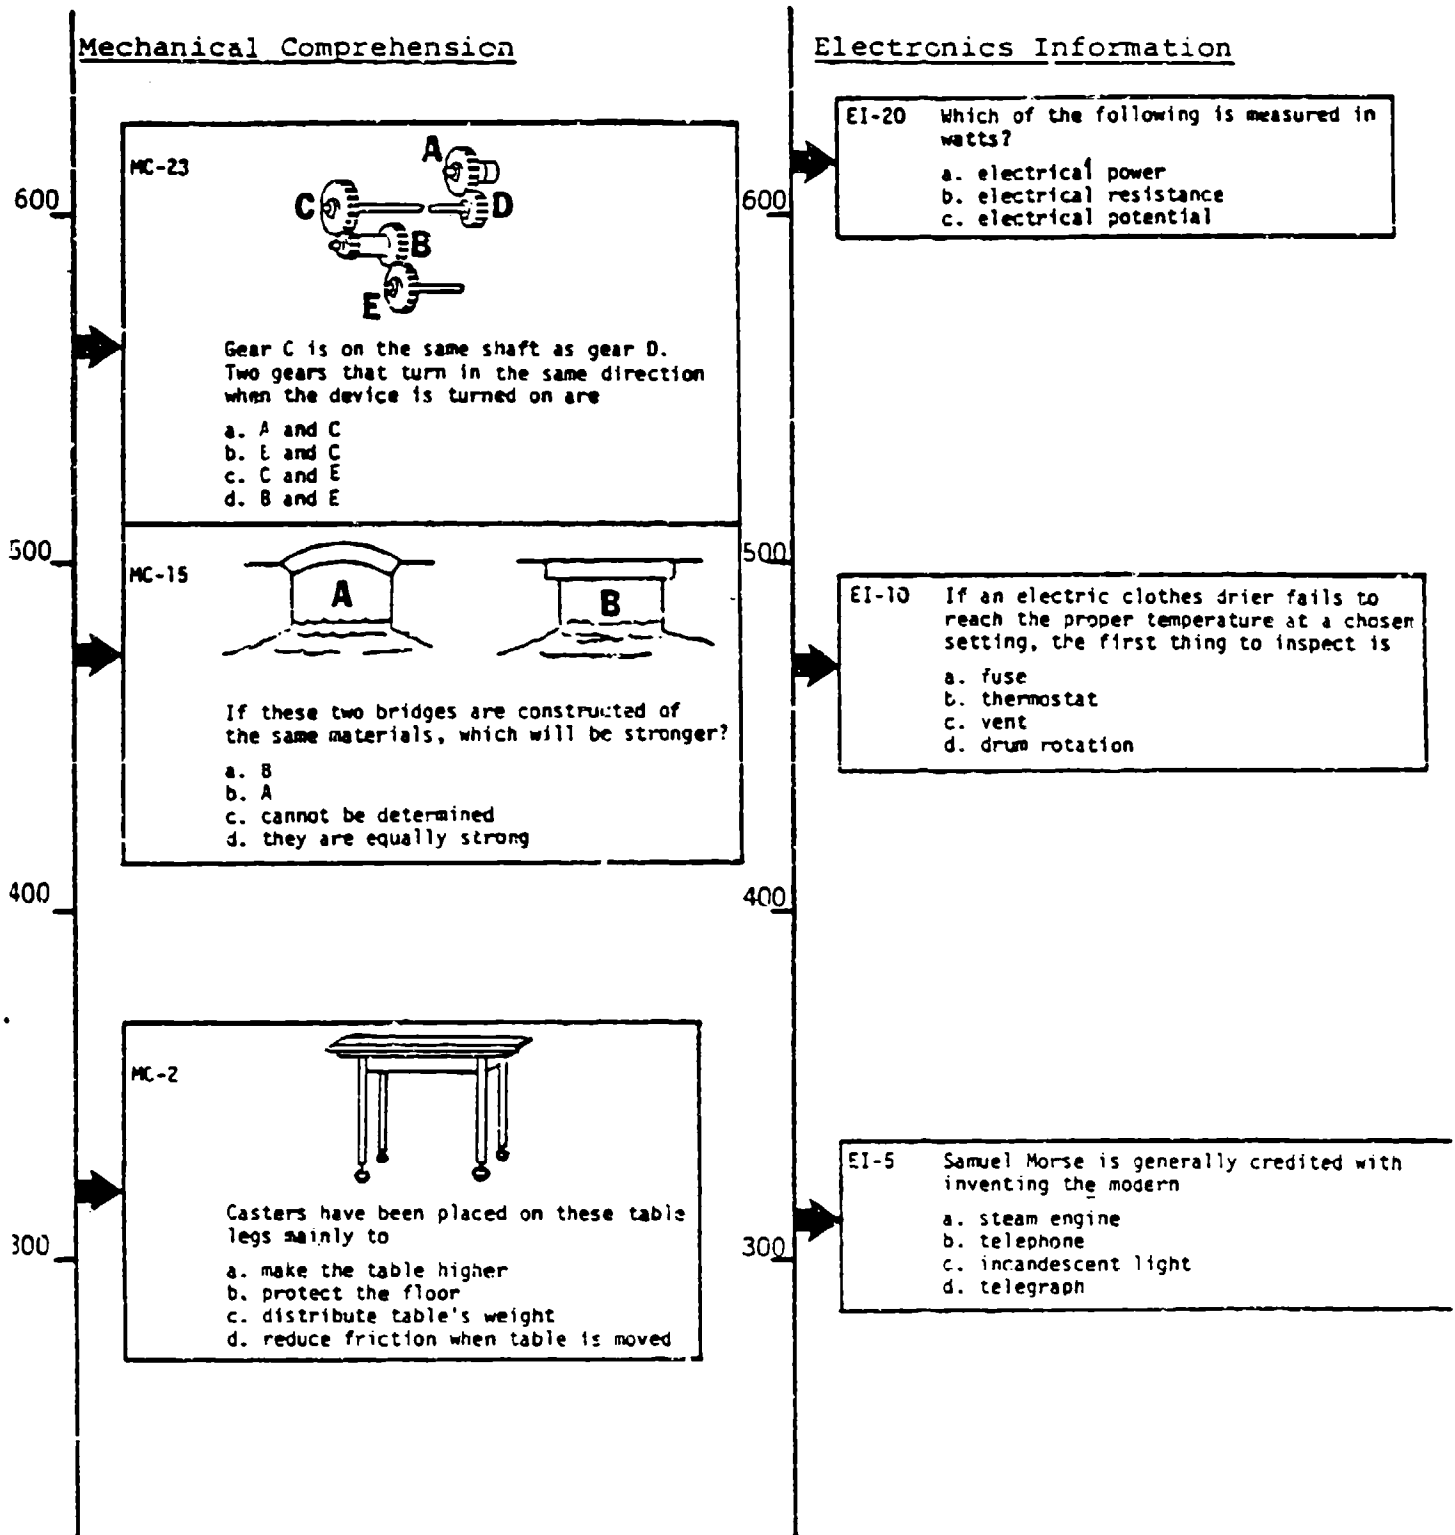 Mechanical Comprehension
600
MC-23
A
C
D
B
E
Gear C is on the same shaft as gear D.
Two gears that turn in the same direction
when the device is turned on are
a. A and C
b. E and C
c. C and E
d. B and E
500
MC-15
A
B
If these two bridges are constructed of
the same materials, which will be stronger?
a. B
b. A
c. cannot be determined
d. they are equally strong
400
MC-2
Casters have been placed on these table
legs mainly to
a. make the table higher
b. protect the floor
c. distribute table's weight
d. reduce friction when table is moved
300
Electronics Information
600
EI-20 Which of the following is measured in
watts?
a. electrical power
b. electrical resistance
c. electrical potential
500
EI-10 If an electric clothes drier fails to
reach the proper temperature at a chosen
setting, the first thing to inspect is
a. fuse
b. thermostat
c. vent
d. drum rotation
400
EI-5 Samuel Morse is generally credited with
inventing the modern
a. steam engine
b. telephone
c. incandescent light
d. telegraph
300